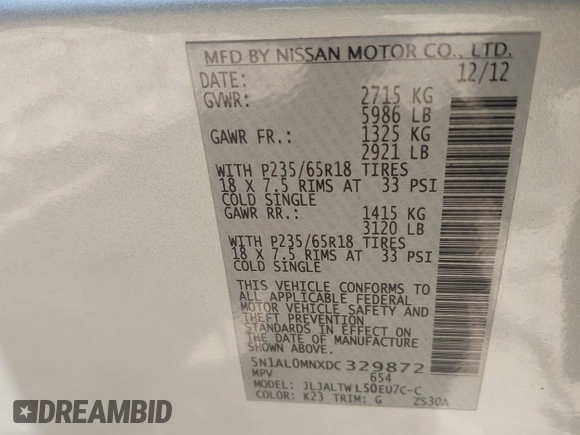 MFD BY NISSAN MOTOR CO., LTD.
DATE: 12/12
GVWR: 2715 KG
5986 LB
GAWR FR.: 1325 KG
2921 LB
WITH P235/65R18 TIRES
18 X 7.5 RIMS AT 33 PSI
COLD SINGLE
GAWR RR.: 1415 KG
3120 LB
WITH P235/65R18 TIRES
18 X 7.5 RIMS AT 33 PSI
COLD SINGLE
THIS VEHICLE CONFORMS TO
ALL APPLICABLE FEDERAL
MOTOR VEHICLE SAFETY AND
THEFT PREVENTION
STANDARDS IN EFFECT ON
THE DATE OF MANUFACTURE
SHOWN ABOVE.
5N1AL0MNXDC329872
MPV 654
MODEL: JLJALTWL50EU7C-C
COLOR: K23 TRIM: G ZS30A
AUTOBIDCAR